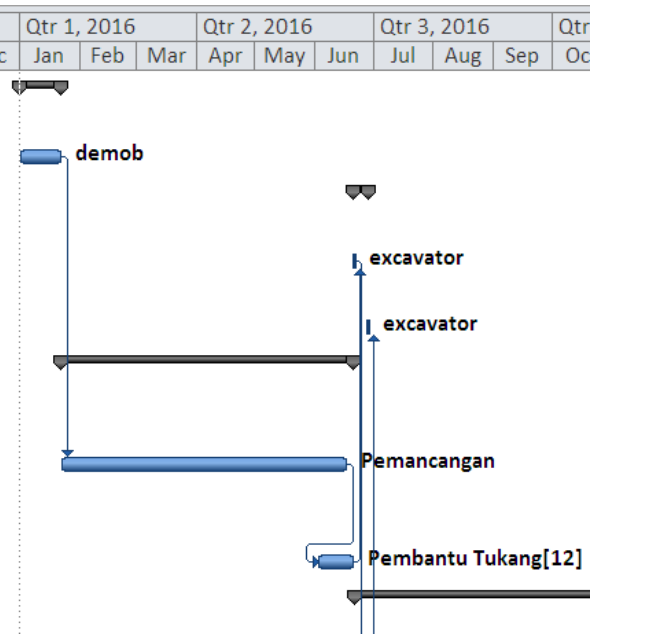 Qtr 1, 2016 Qtr 2, 2016 Qtr 3, 2016 Qtr
c Jan Feb Mar Apr May Jun Jul Aug Sep Oc
demob
excavator
excavator
Pemancangan
Pembantu Tukang[12]